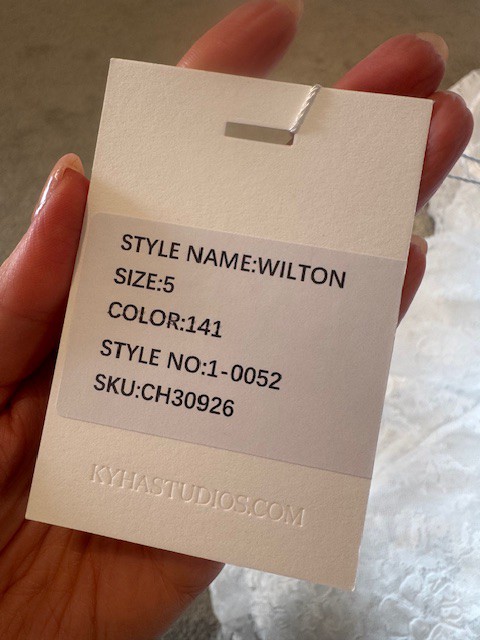 STYLE NAME:WILTON
SIZE:5
COLOR:141
STYLE NO:1-0052
SKU:CH30926
KYHASTUDIOS.COM